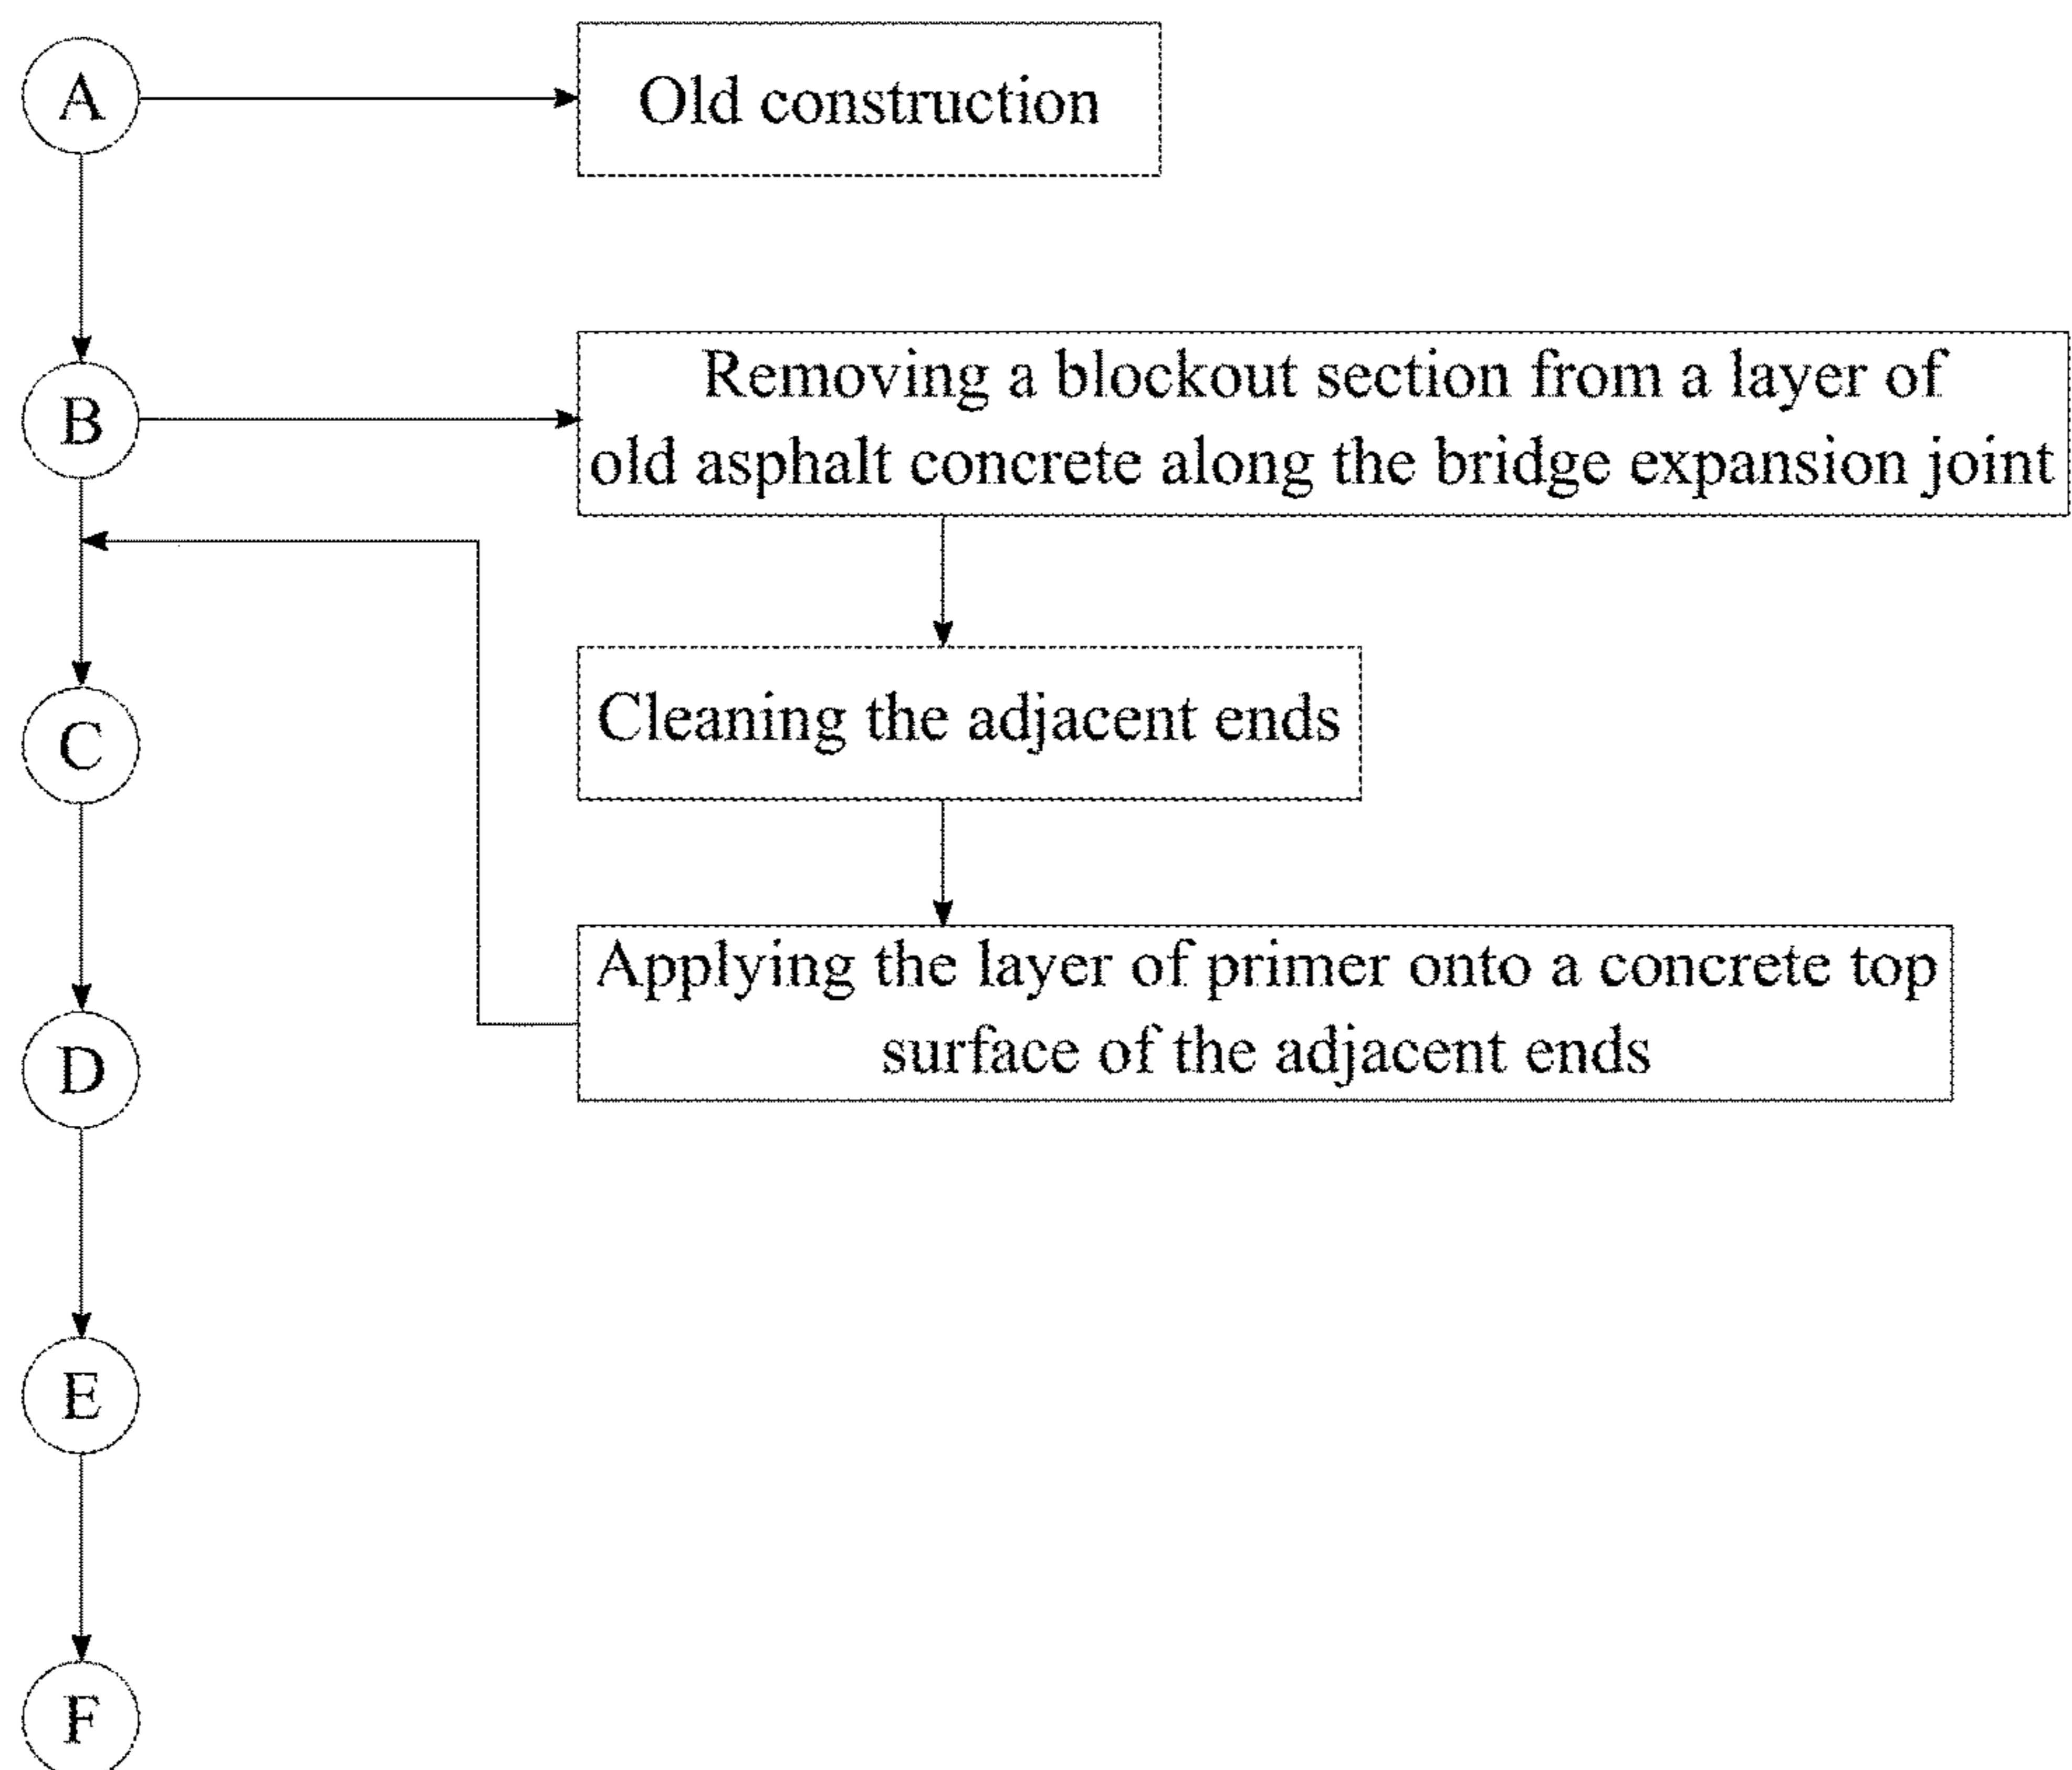 A
Old construction
B
Removing a blockout section from a layer of
old asphalt concrete along the bridge expansion joint
C
Cleaning the adjacent ends
Applying the layer of primer onto a concrete top
surface of the adjacent ends
D
E
F